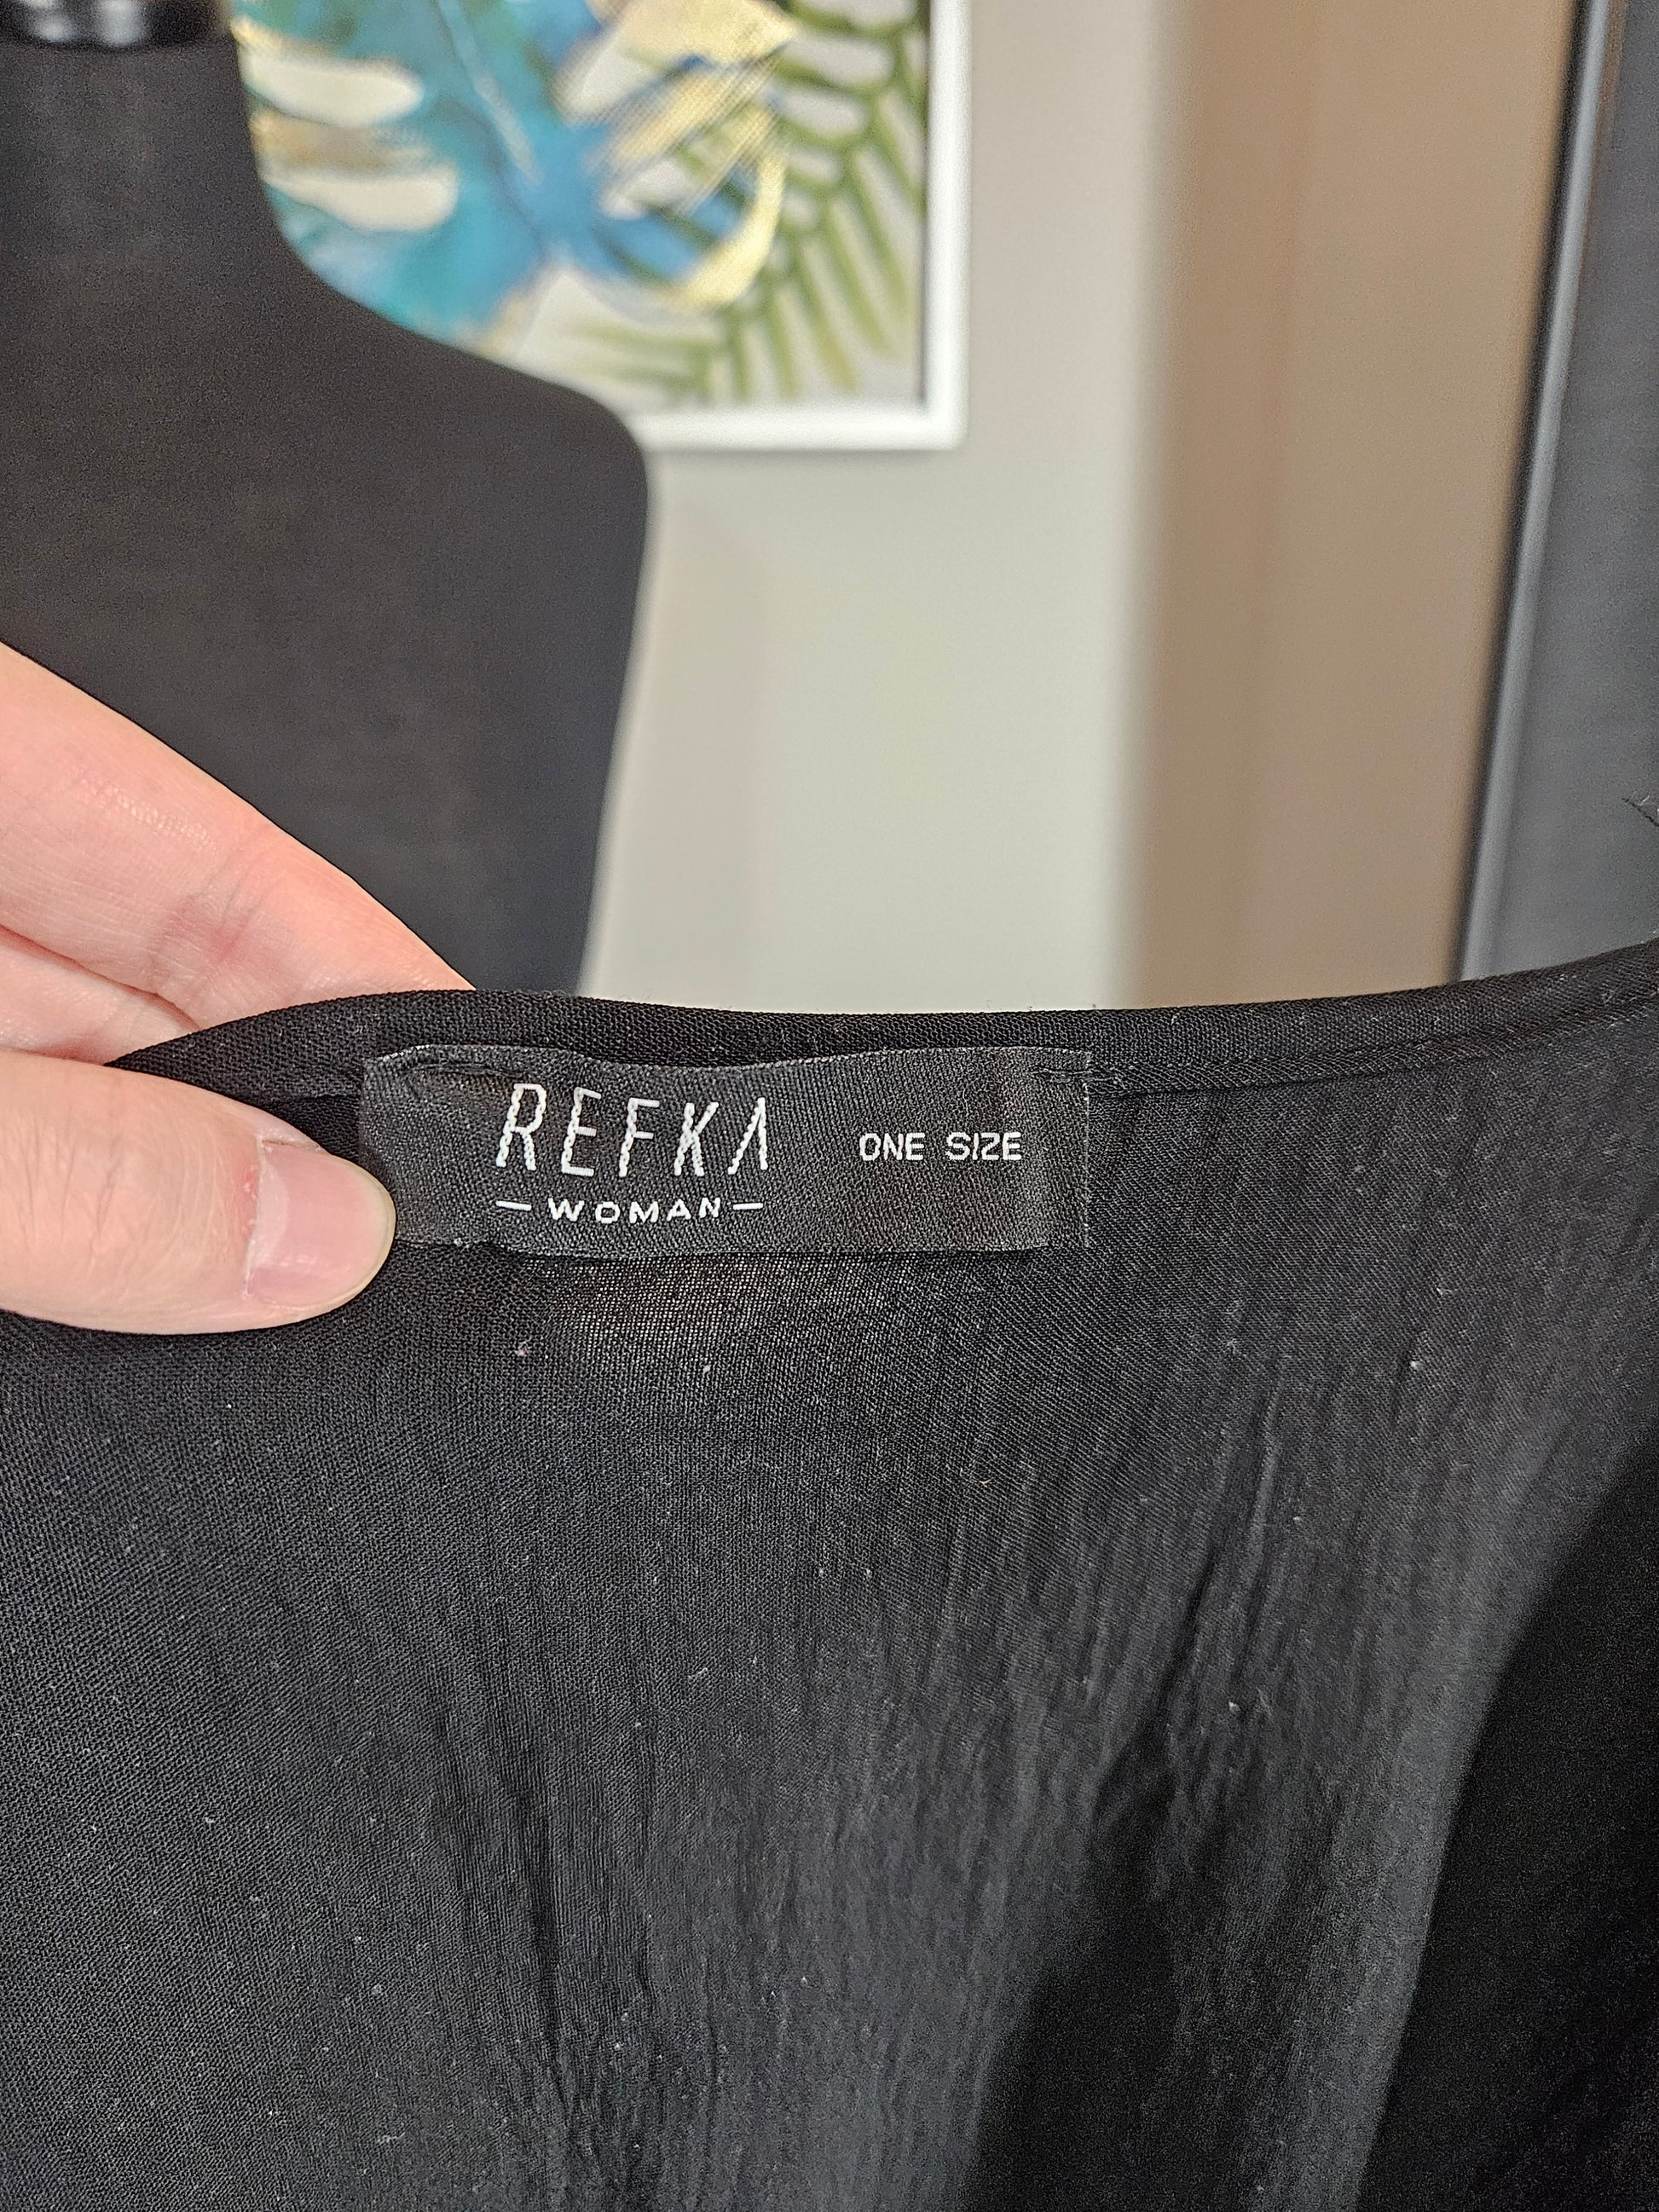 REFKA
ONE SIZE
— WOMAN —